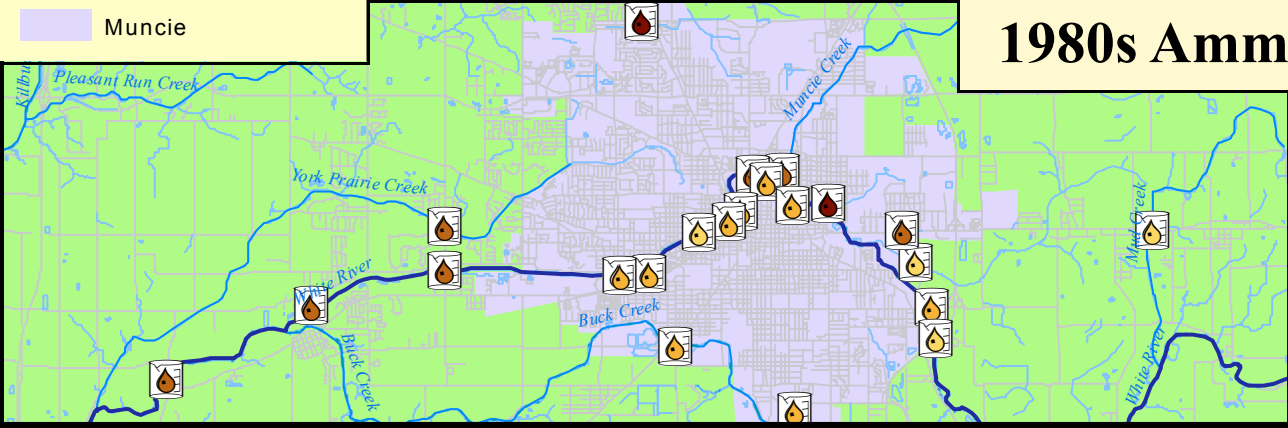 Muncie
1980s Amm
Pleasant Run Creek
Killbu
Muncie Creek
York Prairie Creek
Mud Creek
White River
Buck Creek
Buck Creek
White River